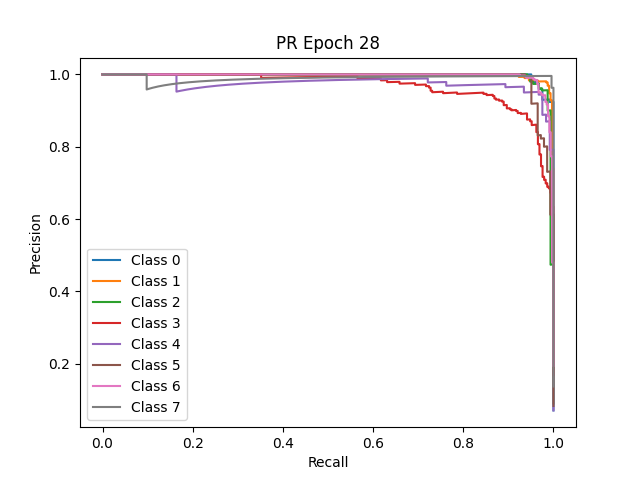 PR Epoch 28
Precision
1.0
0.8
0.6
0.4
0.2
Class 0
Class 1
Class 2
Class 3
Class 4
Class 5
Class 6
Class 7
0.0 0.2 0.4 0.6 0.8 1.0
Recall